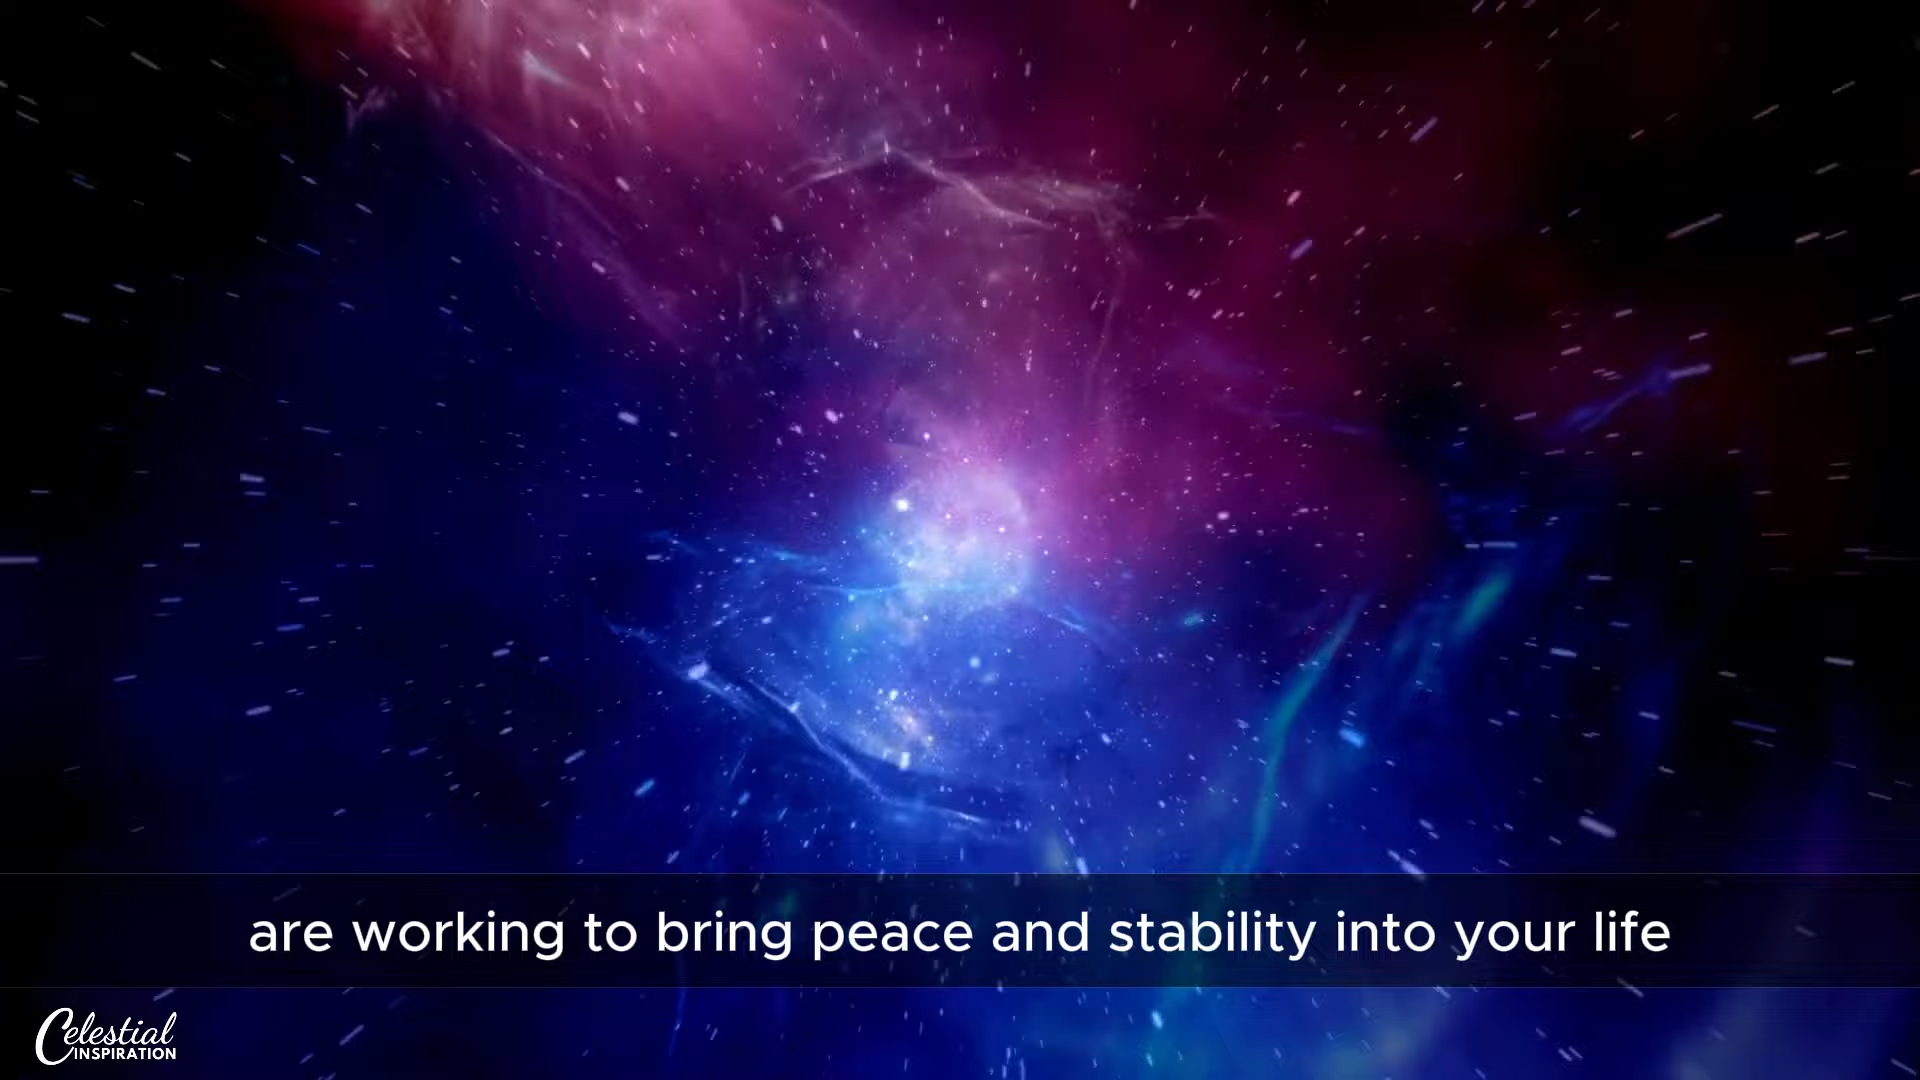 are working to bring peace and stability into your life
Celestial
INSPIRATION